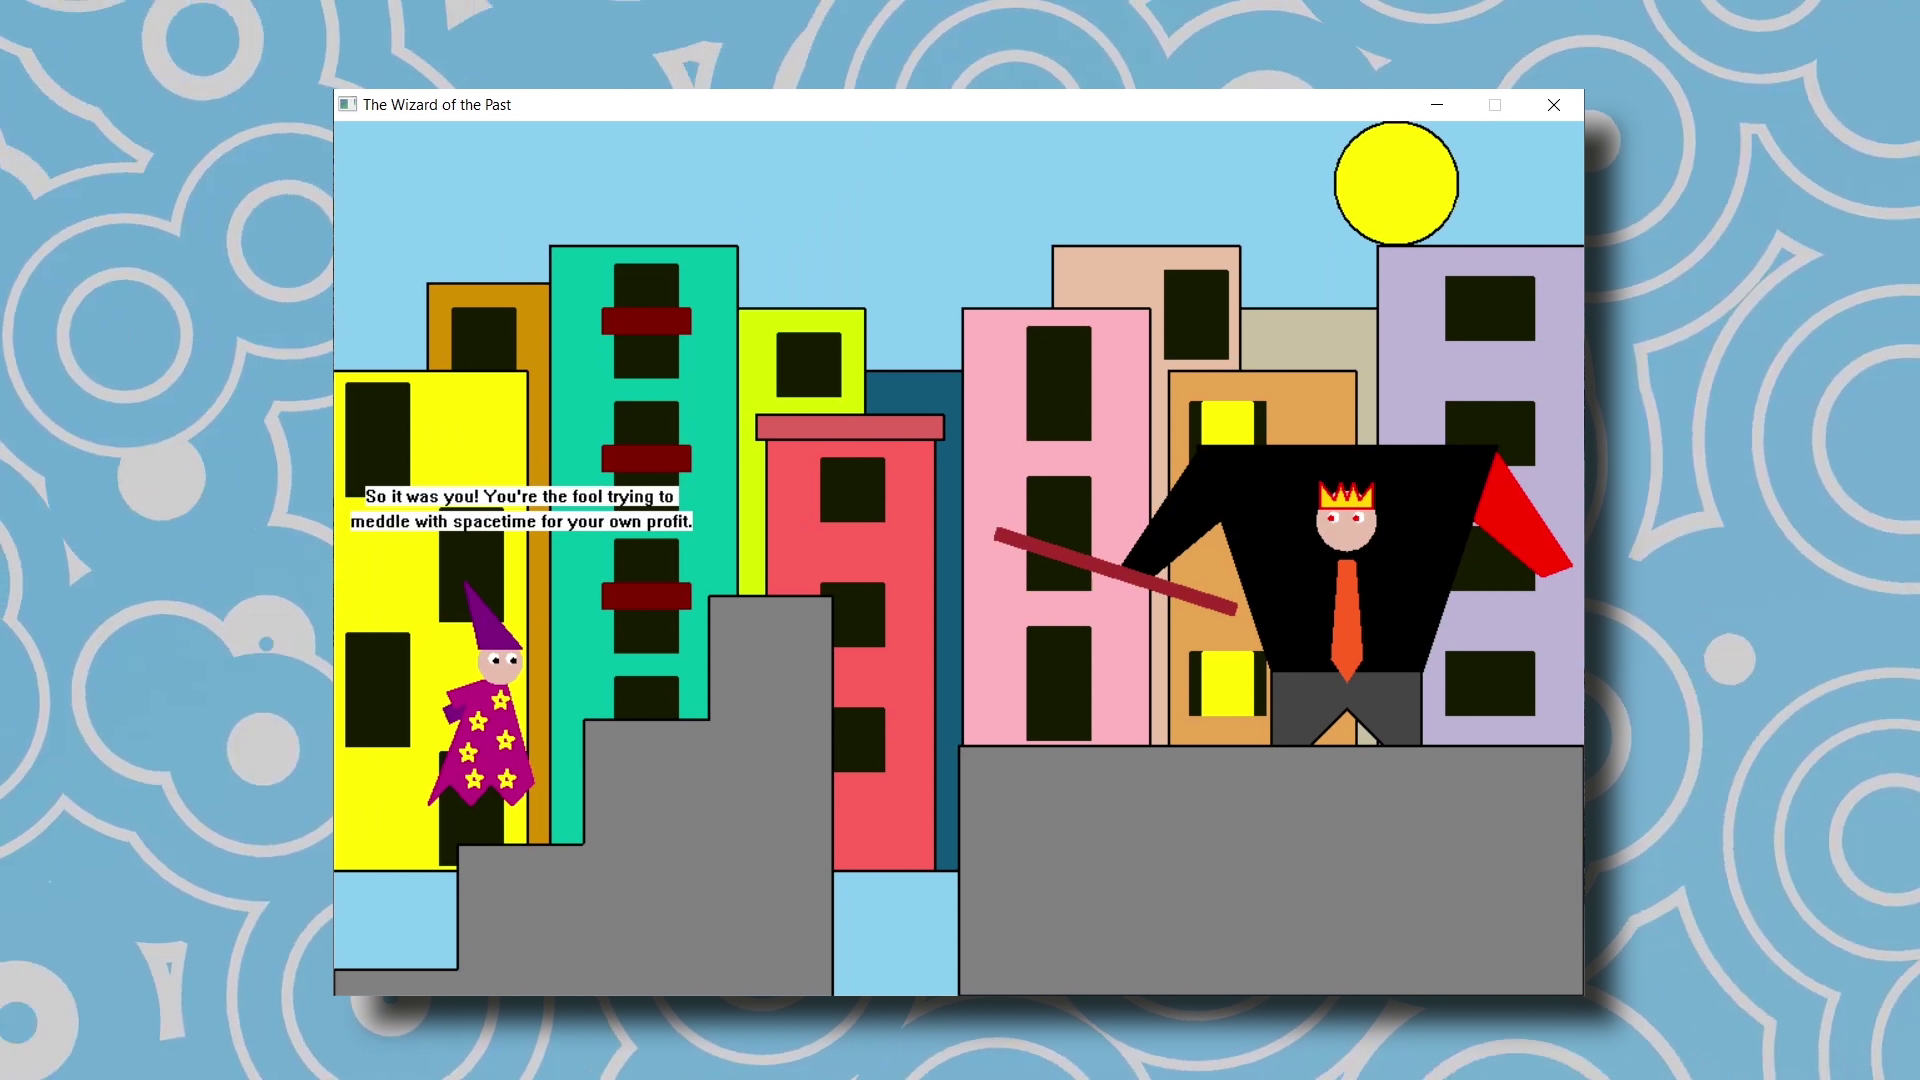 The Wizard of the Past
So it was you! You're the fool trying to
meddle with spacetime for your own profit.